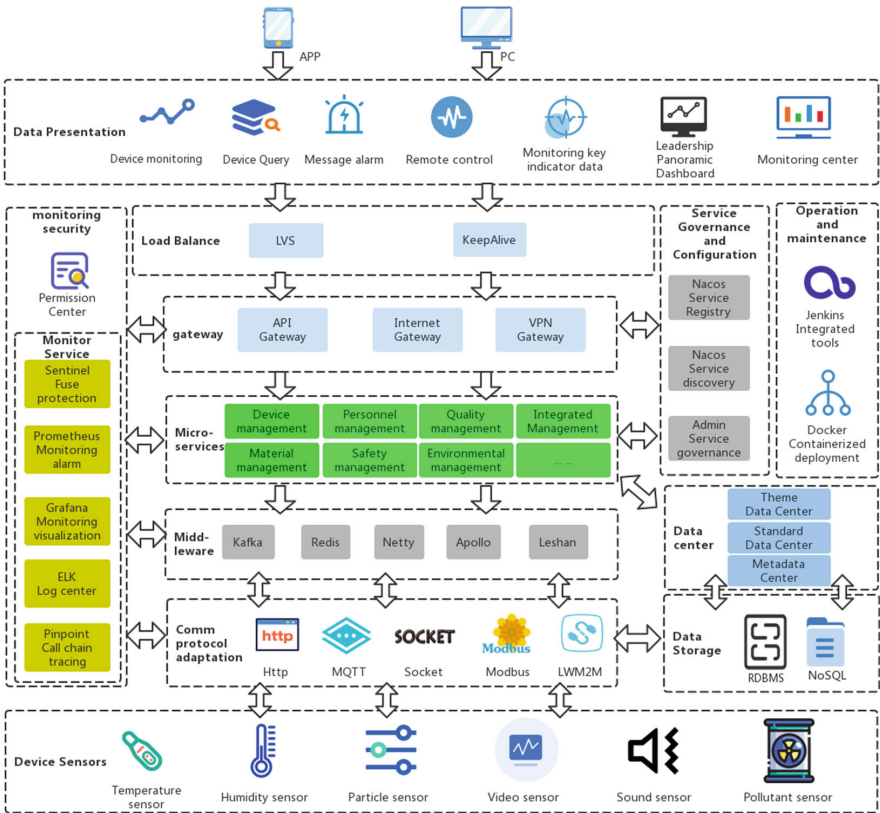 APP
PC
Data Presentation
Device monitoring
Device Query
Message alarm
Remote control
Monitoring key
indicator data
Leadership
Panoramic
Dashboard
Monitoring center
monitoring
security
Permission
Center
Monitor
Service
Sentinel
Fuse
protection
Prometheus
Monitoring
alarm
Grafana
Monitoring
visualization
ELK
Log center
Pinpoint
Call chain
tracing
Load Balance
LVS
KeepAlive
gateway
API
Gateway
Internet
Gateway
VPN
Gateway
Micro-
services
Device
management
Personnel
management
Quality
management
Integrated
Management
Material
management
Safety
management
Environmental
management
... ...
Midd-
leware
Kafka
Redis
Netty
Apollo
Leshan
Comm
protocol
adaptation
http
Http
MQTT
SOCKET
Socket
Modbus
Modbus
LWM2M
Service
Governance
and
Configuration
Nacos
Service
Registry
Nacos
Service
discovery
Admin
Service
governance
Operation
and
maintenance
Jenkins
Integrated
tools
Docker
Containerized
deployment
Data
center
Theme
Data Center
Standard
Data Center
Metadata
Center
Data
Storage
RDBMS
NoSQL
Device Sensors
Temperature
sensor
Humidity sensor
Particle sensor
Video sensor
Sound sensor
Pollutant sensor